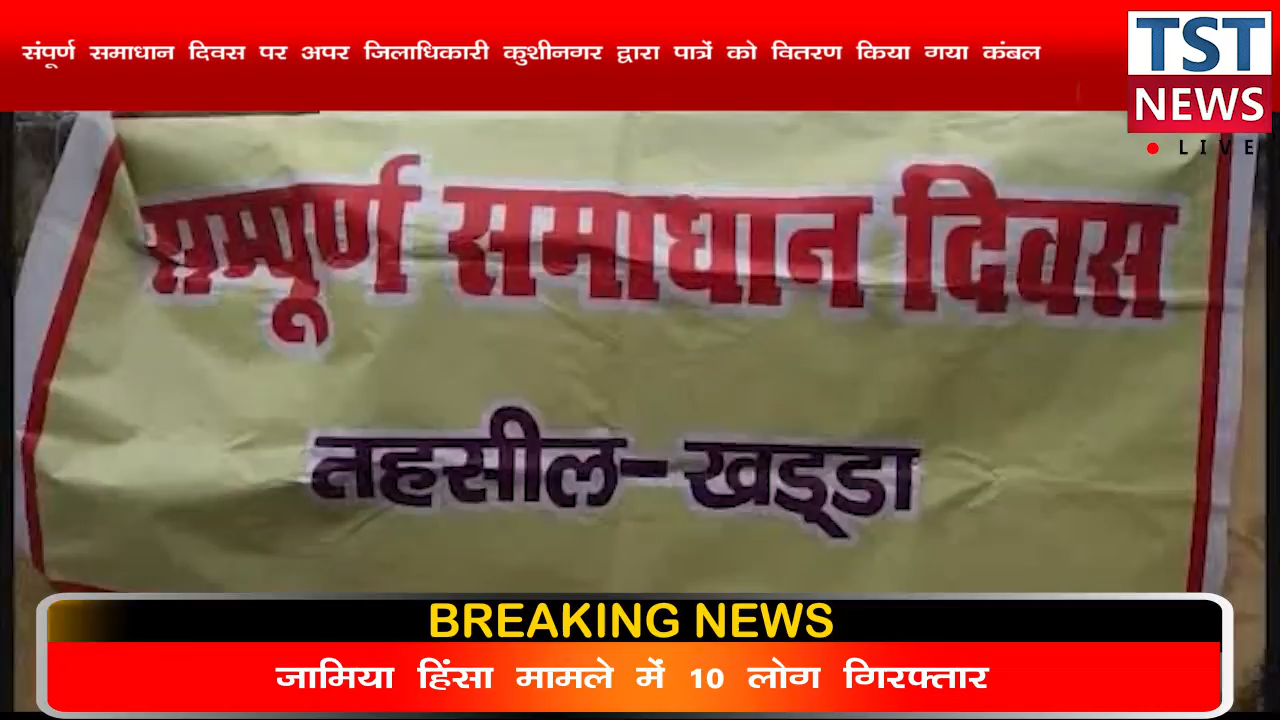 संपूर्ण समाधान दिवस पर अपर जिलाधिकारी कुशीनगर द्वारा पात्रें को वितरण किया गया कंबल
TST
NEWS
LIVE
सम्पूर्ण समाधान दिवस
तहसील-खड्डा
BREAKING NEWS
जामिया हिंसा मामले में 10 लोग गिरफ्तार